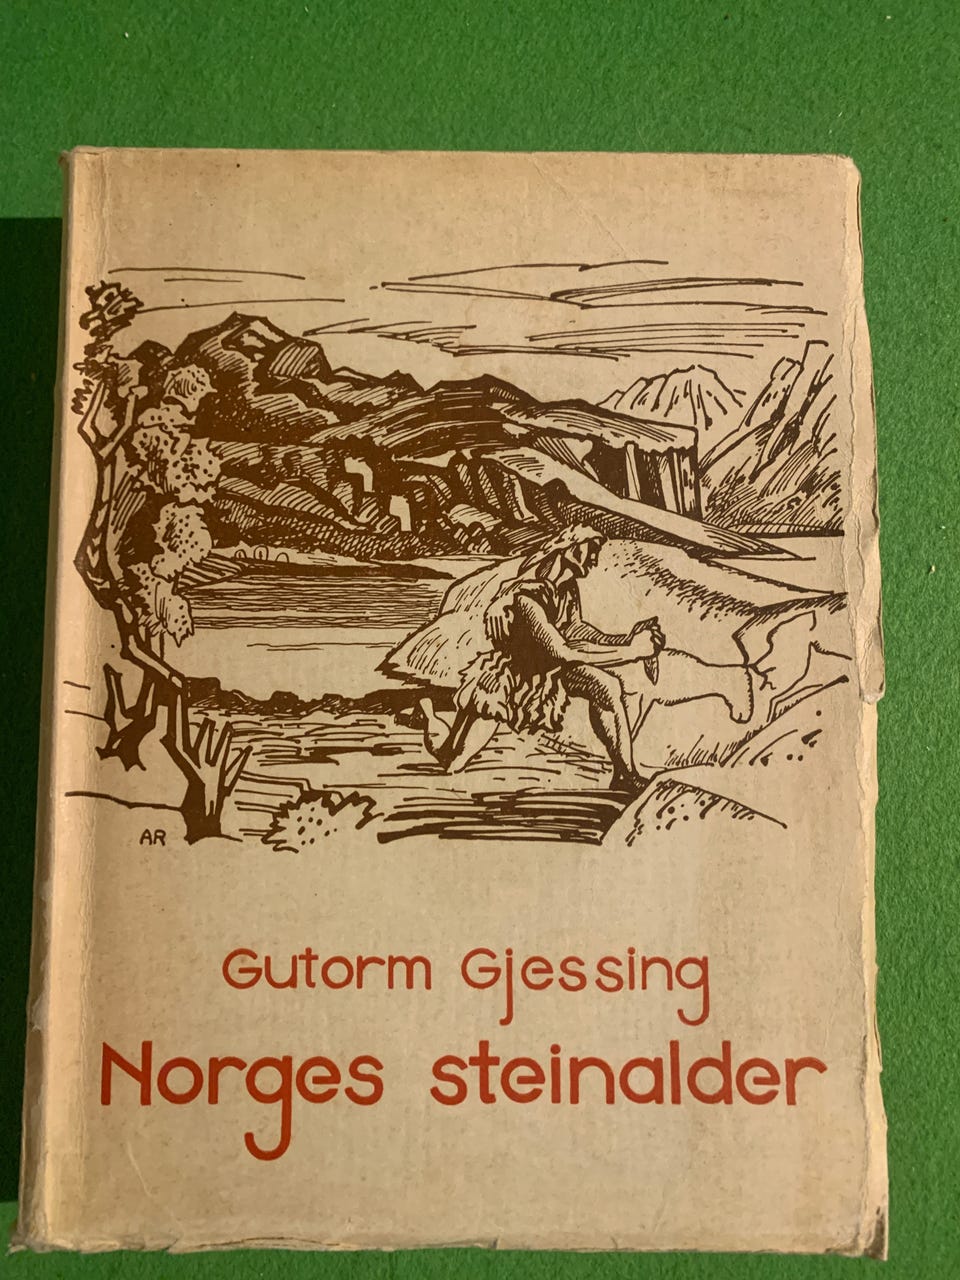 AR
Gutorm Gjessing
Norges steinalder